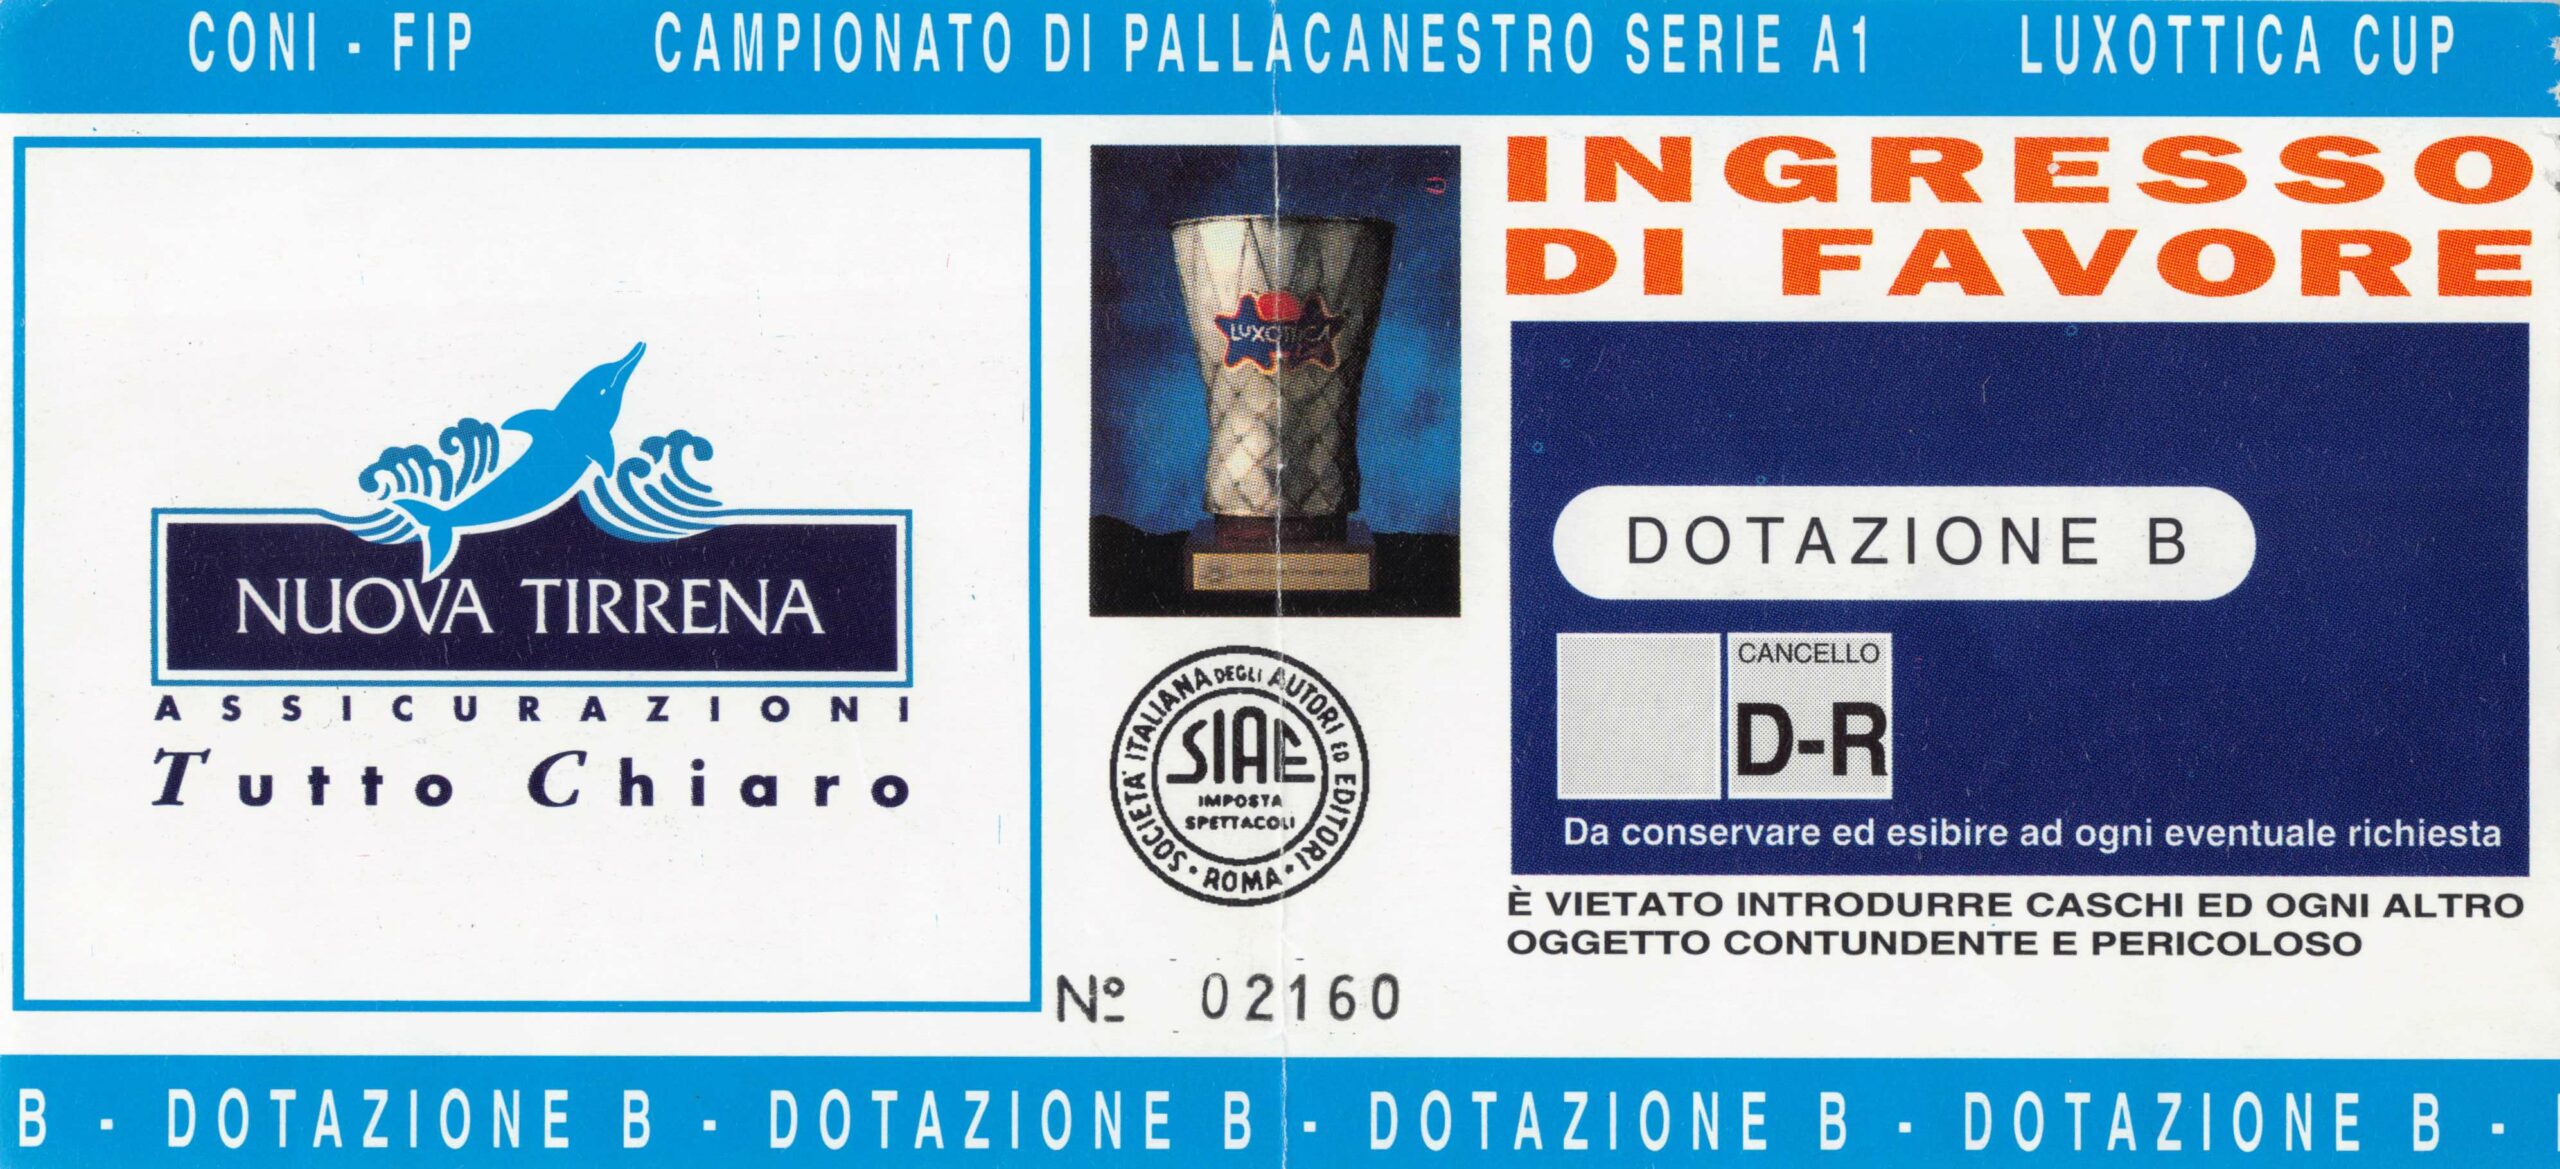 CONI - FIP CAMPIONATO DI PALLACANESTRO SERIE A1 LUXOTTICA CUP
INGRESSO
DI FAVORE
LUXOTTICA
NUOVA TIRRENA
ASSICURAZIONI
Tutto Chiaro
SOCIETA' ITALIANA DEGLI AUTORI ED EDITORI
SIAE
IMPOSTA
SPETTACOLI
• ROMA •
Nº 02160
DOTAZIONE B
CANCELLO
D-R
Da conservare ed esibire ad ogni eventuale richiesta
È VIETATO INTRODURRE CASCHI ED OGNI ALTRO
OGGETTO CONTUNDENTE E PERICOLOSO
B - DOTAZIONE B - DOTAZIONE B - DOTAZIONE B - DOTAZIONE B -